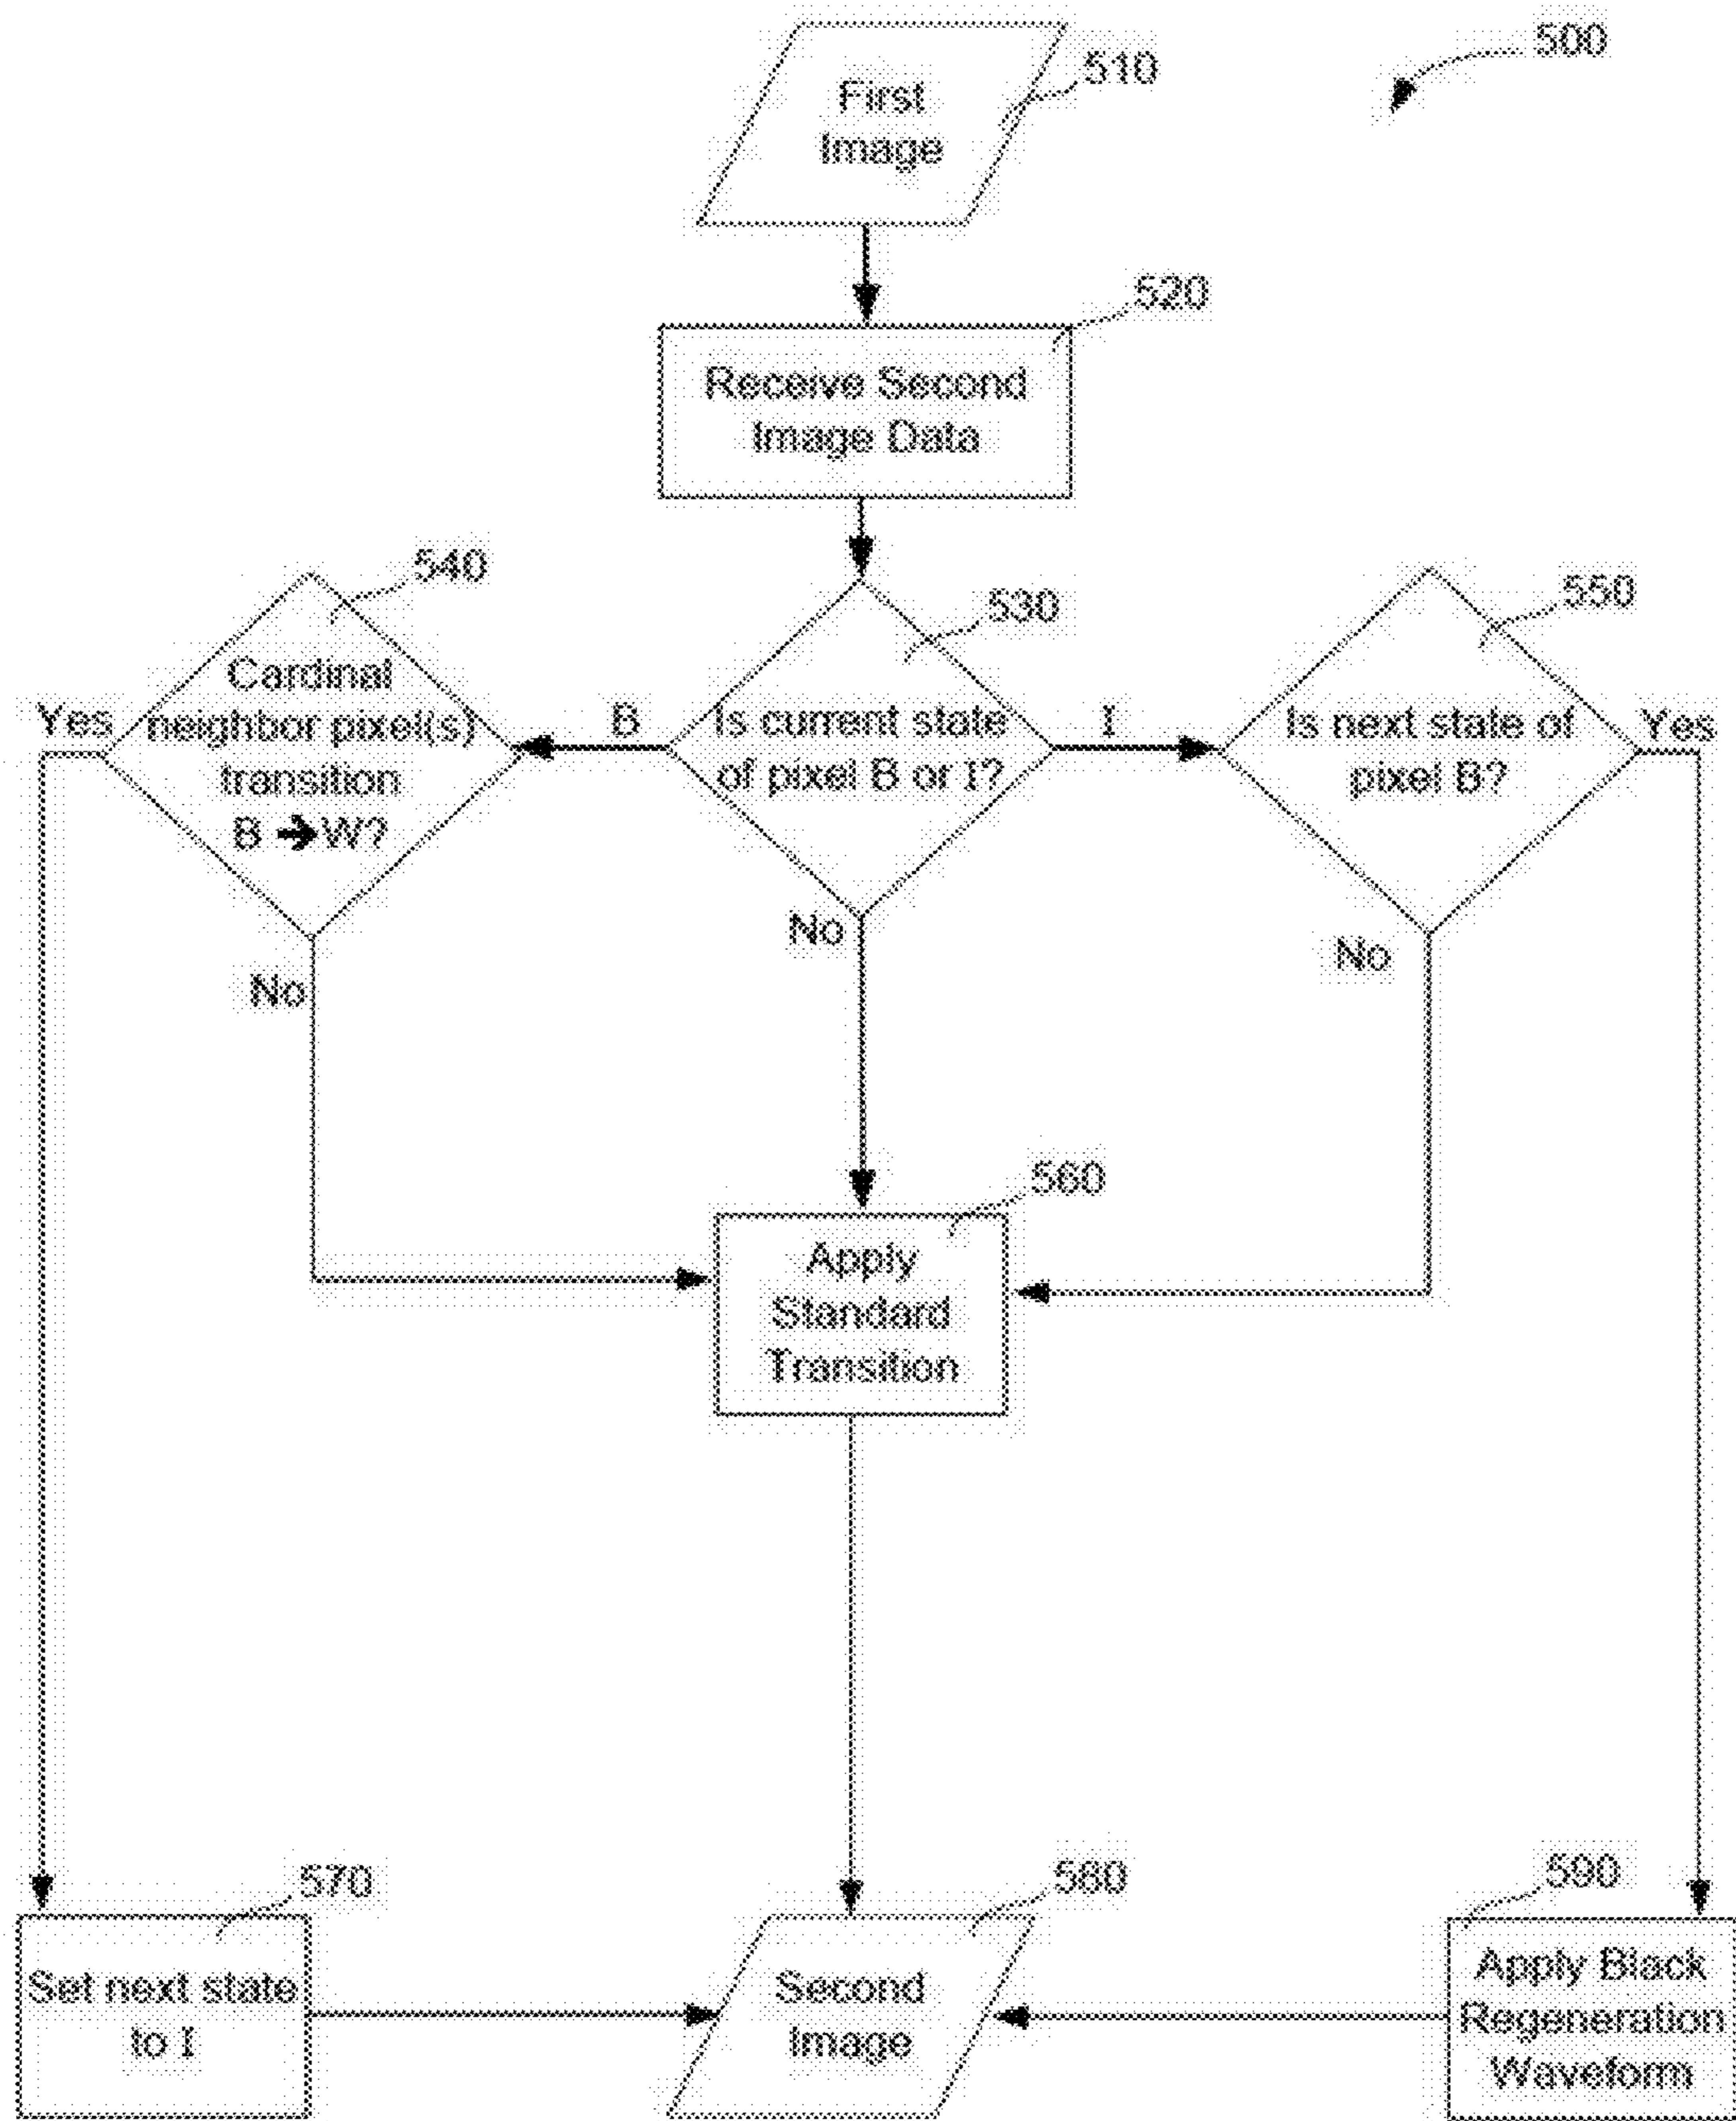 500
510
First
Image
520
Receive Second
Image Data
540
530
550
Cardinal
neighbor pixel(s)
transition
B → W?
Yes
B
Is current state
of pixel B or I?
I
Is next state of
pixel B?
Yes
No
No
No
560
Apply
Standard
Transition
570
580
590
Set next state
to I
Second
Image
Apply Black
Regeneration
Waveform